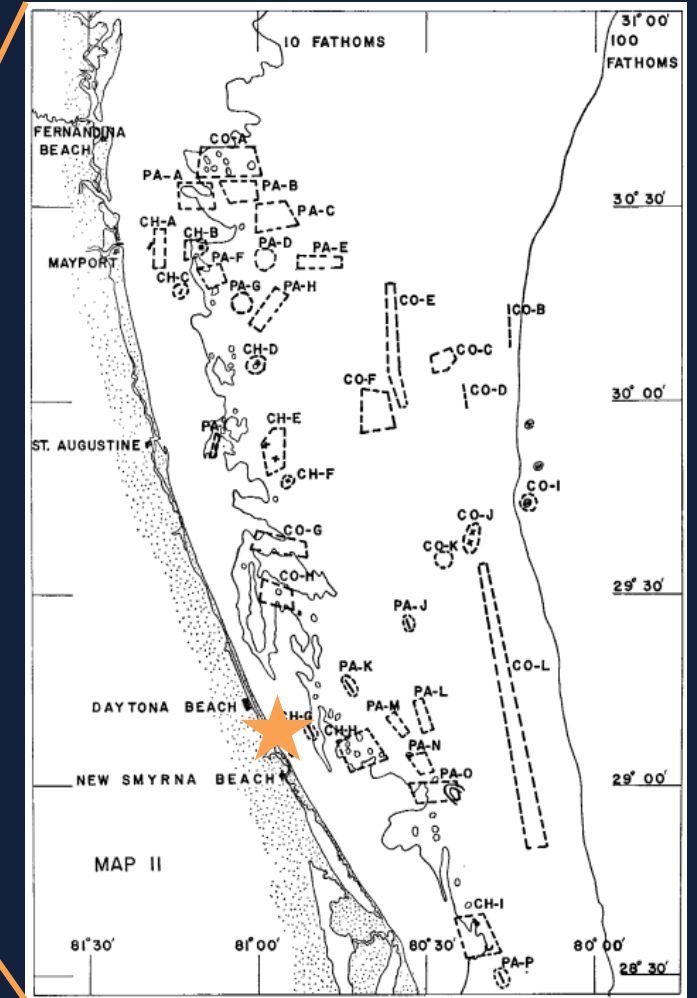 31° 00'
10 FATHOMS
100
FATHOMS
FERNANDINA
BEACH
CO-A
PA-A
PA-B
30° 30'
PA-C
CH-A
CH-B
PA-D
PA-E
MAYPORT
PA-F
CH-C
PA-G
PA-H
CO-E
CO-B
CH-D
CO-C
CO-F
CO-D
30° 00'
CH-E
ST. AUGUSTINE
CH-F
CO-I
CO-J
CO-G
CO-K
CO-H
29° 30'
PA-J
PA-K
CO-L
PA-L
DAYTONA BEACH
PA-M
CH-G
CH-H
PA-N
NEW SMYRNA BEACH
PA-O
29° 00'
MAP II
CH-I
81° 30'
81° 00'
80° 30'
80° 00'
PA-P
28° 30'